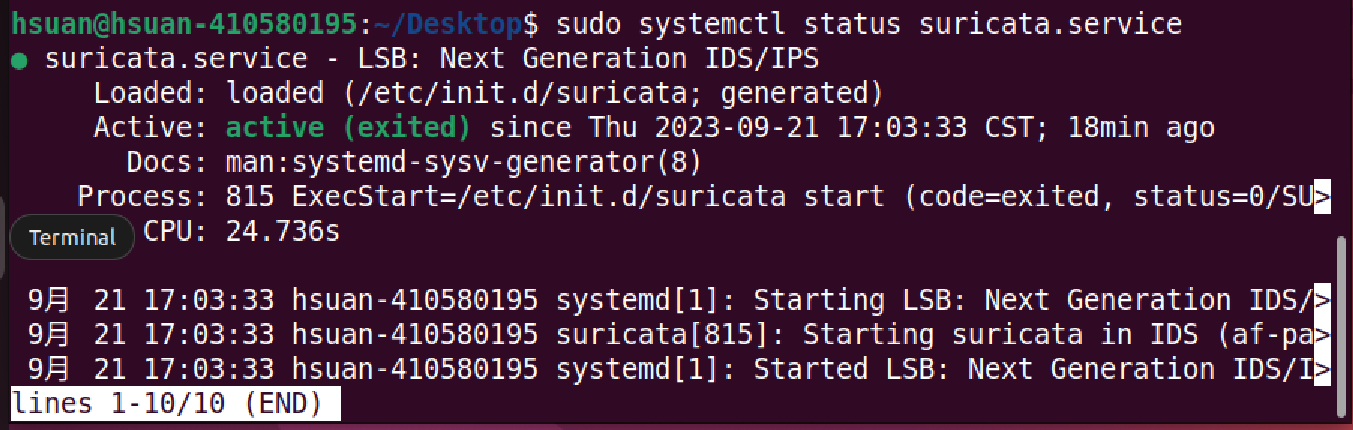 hsuan@hsuan-410580195:~/Desktop$ sudo systemctl status suricata.service
● suricata.service - LSB: Next Generation IDS/IPS
Loaded: loaded (/etc/init.d/suricata; generated)
Active: active (exited) since Thu 2023-09-21 17:03:33 CST; 18min ago
Docs: man:systemd-sysv-generator(8)
Process: 815 ExecStart=/etc/init.d/suricata start (code=exited, status=0/SU>
Terminal CPU: 24.736s
9月 21 17:03:33 hsuan-410580195 systemd[1]: Starting LSB: Next Generation IDS/>
9月 21 17:03:33 hsuan-410580195 suricata[815]: Starting suricata in IDS (af-pa>
9月 21 17:03:33 hsuan-410580195 systemd[1]: Started LSB: Next Generation IDS/I>
lines 1-10/10 (END)